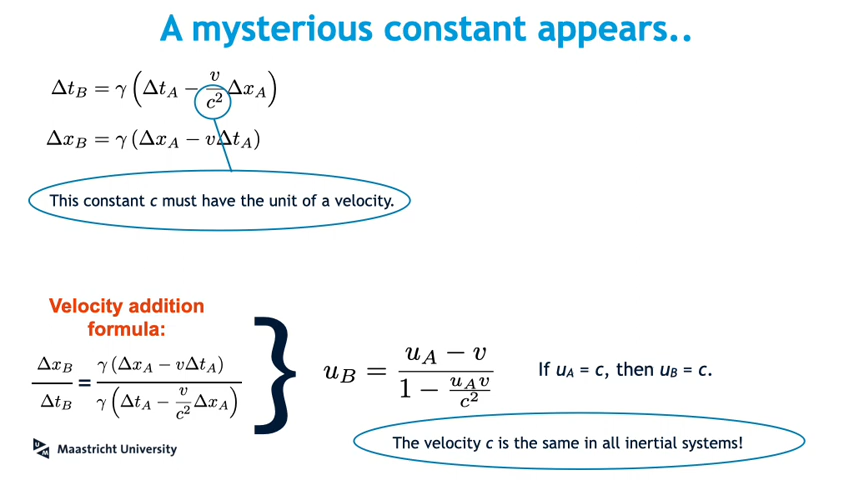 A mysterious constant appears..
Δt_B = γ (Δt_A − v/c² Δx_A)
Δx_B = γ (Δx_A − vΔt_A)
This constant c must have the unit of a velocity.
Velocity addition
formula:
Δx_B / Δt_B = γ (Δx_A − vΔt_A) / γ (Δt_A − v/c² Δx_A) }
u_B = (u_A − v) / (1 − u_A v/c²)
If u_A = c, then u_B = c.
The velocity c is the same in all inertial systems!
UM Maastricht University